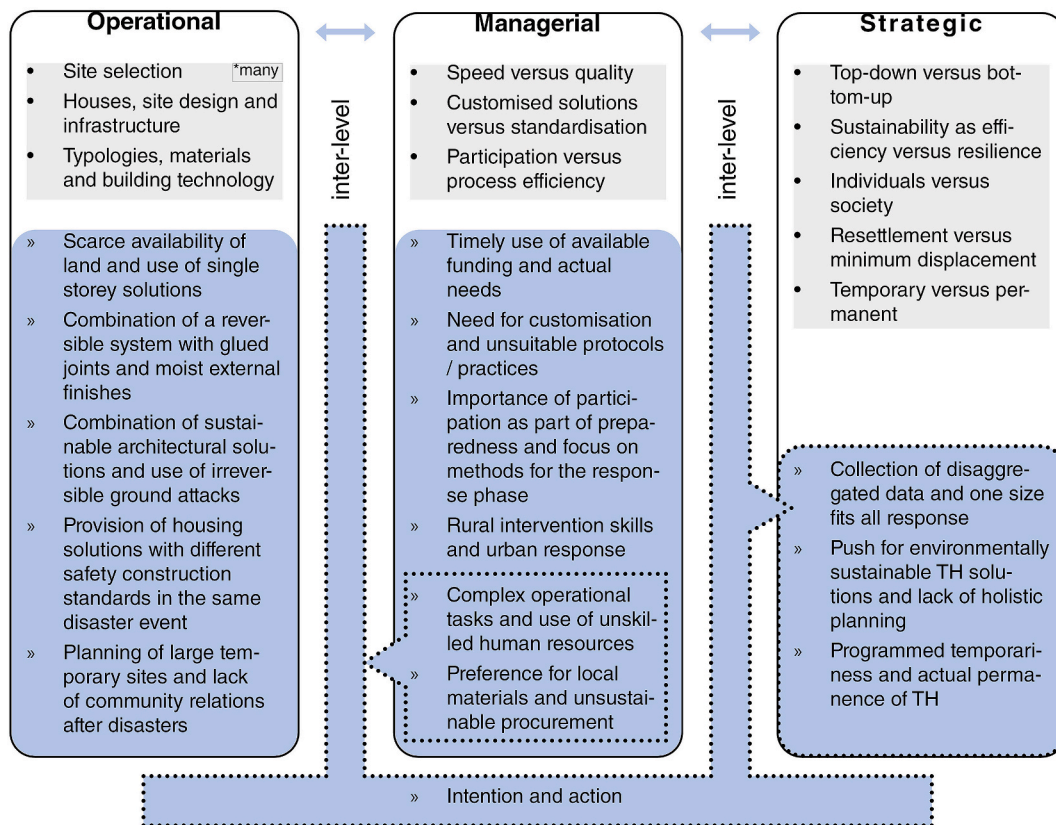 Operational
• Site selection *many
• Houses, site design and
infrastructure
• Typologies, materials
and building technology
» Scarce availability of
land and use of single
storey solutions
» Combination of a rever-
sible system with glued
joints and moist external
finishes
» Combination of sustai-
nable architectural solu-
tions and use of irrever-
sible ground attacks
» Provision of housing
solutions with different
safety construction
standards in the same
disaster event
» Planning of large tem-
porary sites and lack
of community relations
after disasters
inter-level
Managerial
• Speed versus quality
• Customised solutions
versus standardisation
• Participation versus
process efficiency
» Timely use of available
funding and actual
needs
» Need for customisation
and unsuitable protocols
/ practices
» Importance of partici-
pation as part of prepa-
redness and focus on
methods for the respon-
se phase
» Rural intervention skills
and urban response
» Complex operational
tasks and use of unskil-
led human resources
» Preference for local
materials and unsustai-
nable procurement
inter-level
Strategic
• Top-down versus bot-
tom-up
• Sustainability as effi-
ciency versus resilience
• Individuals versus
society
• Resettlement versus
minimum displacement
• Temporary versus per-
manent
» Collection of disaggre-
gated data and one size
fits all response
» Push for environmentally
sustainable TH solu-
tions and lack of holistic
planning
» Programmed temporari-
ness and actual perma-
nence of TH
» Intention and action